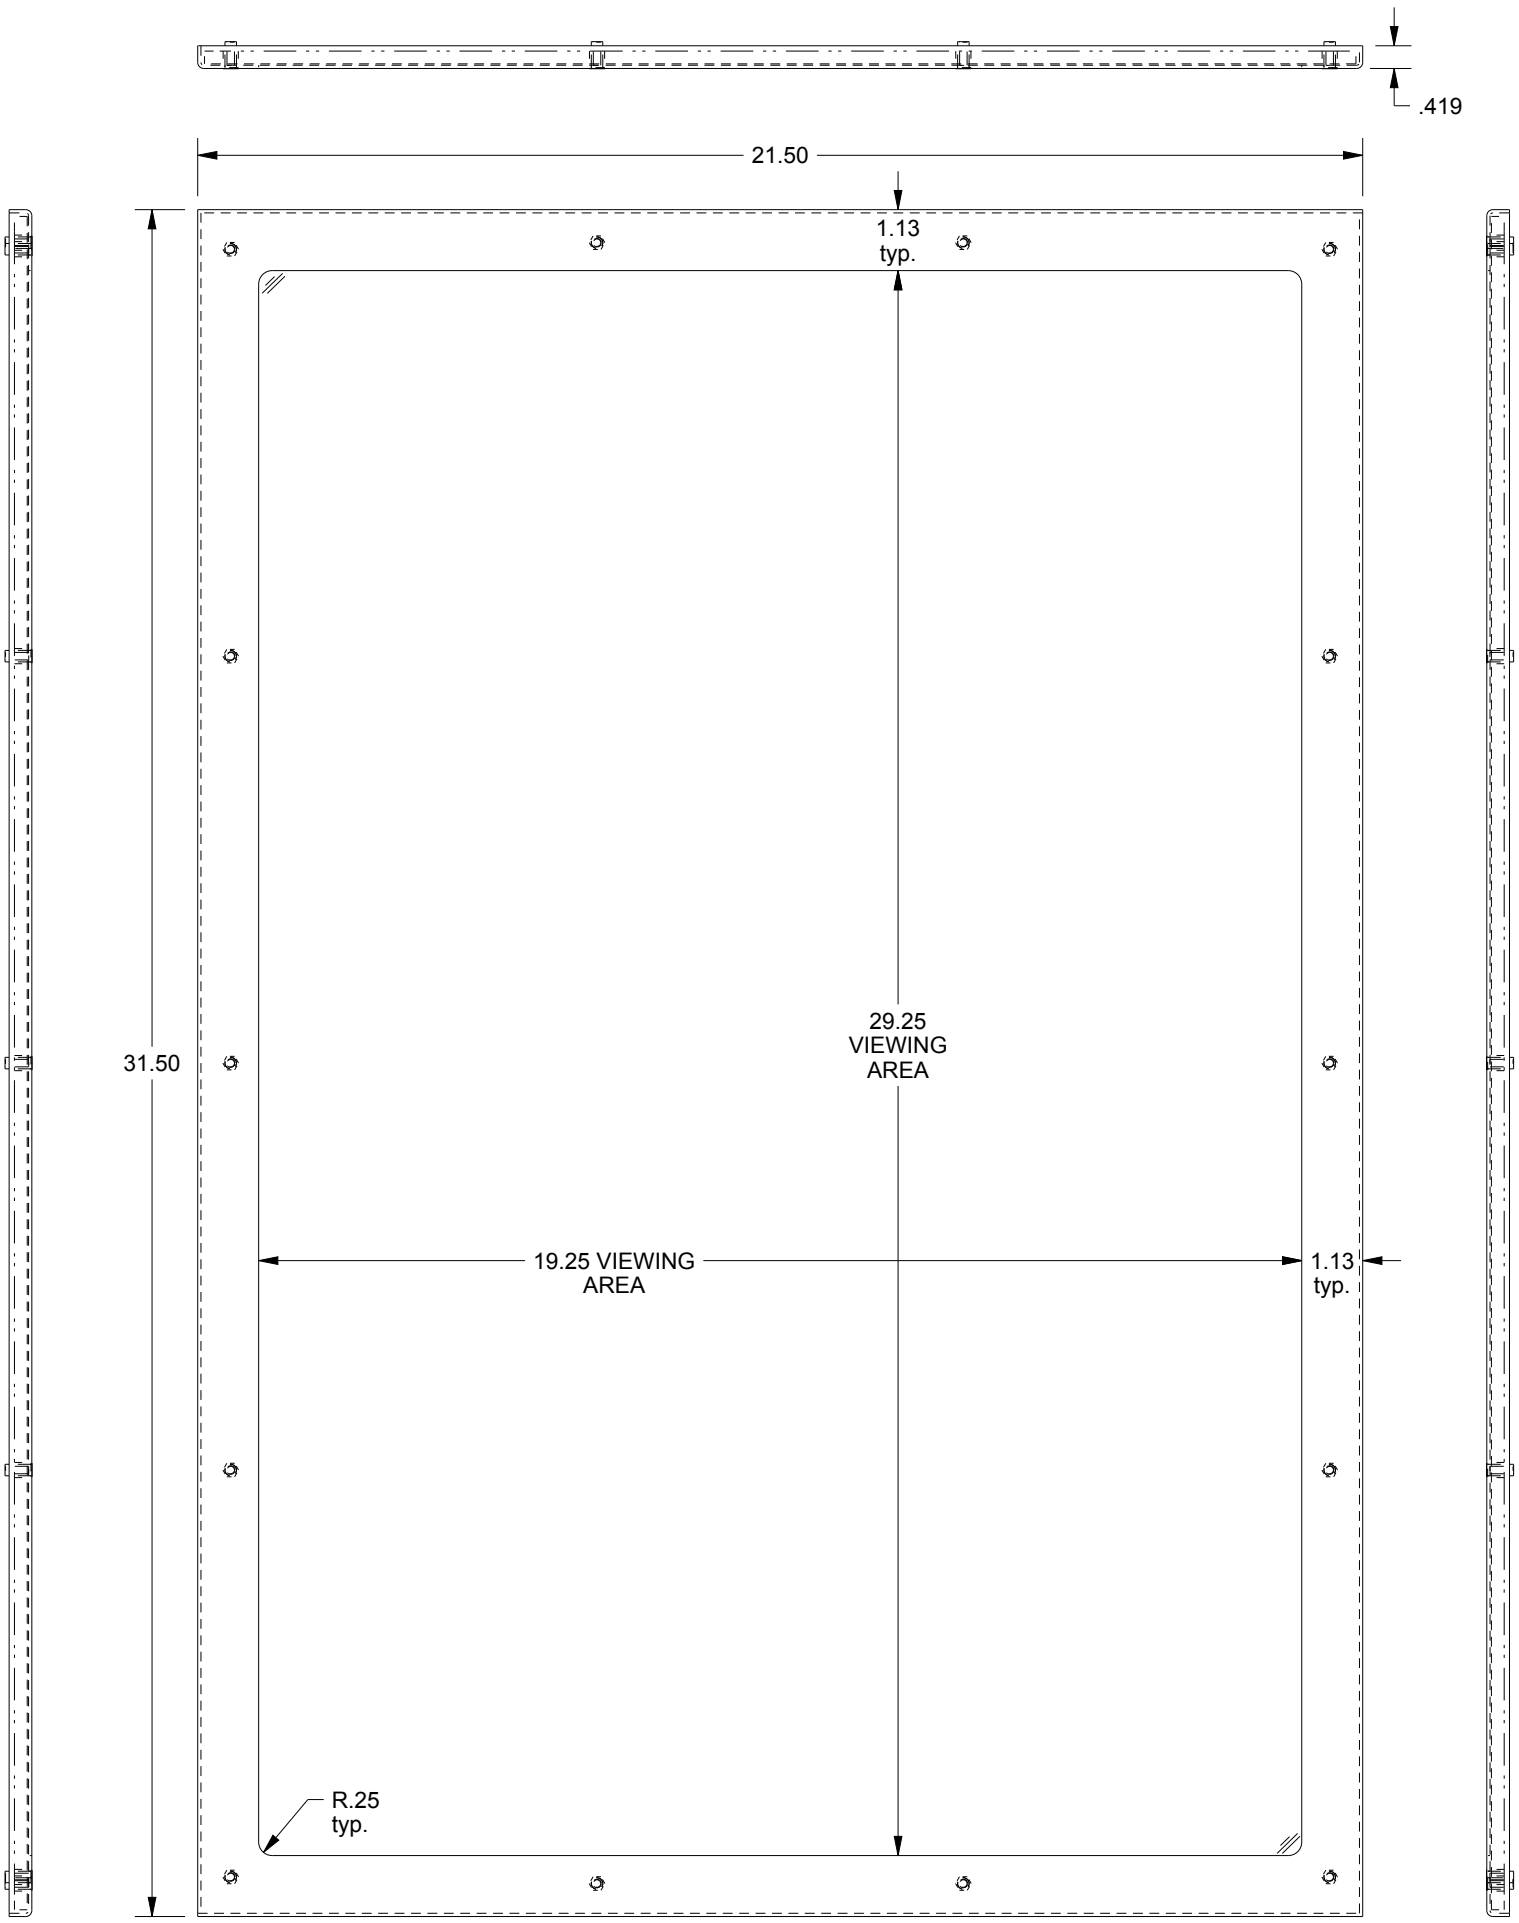 .419
21.50
1.13
typ.
29.25
VIEWING
AREA
31.50
19.25 VIEWING
AREA
1.13
typ.
R.25
typ.